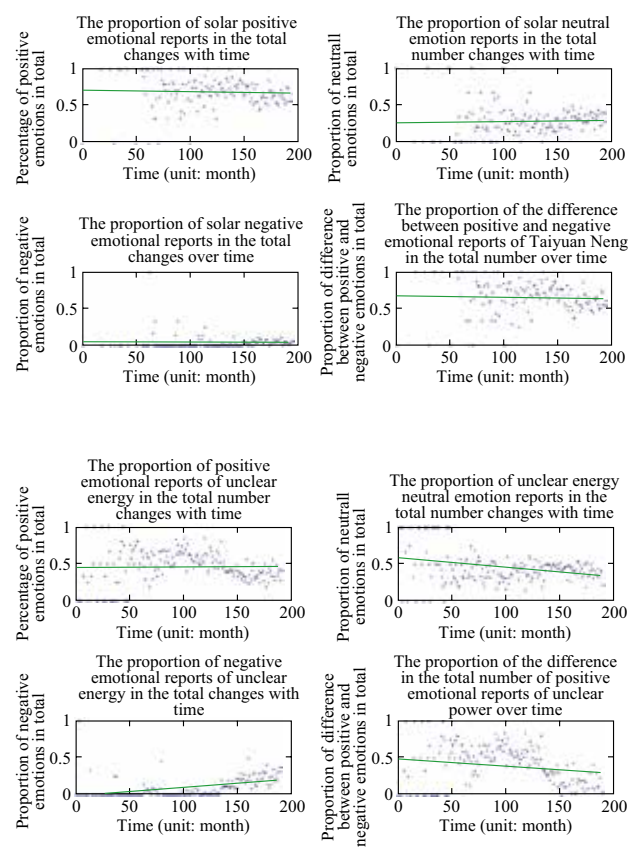 The proportion of solar positive
emotional reports in the total
changes with time
Percentage of positive
emotions in total
1
0.5
0
0 50 100 150 200
Time (unit: month)
The proportion of solar neutral
emotion reports in the total
number changes with time
Proportion of neutrall
emotions in total
1
0.5
0
0 50 100 150 200
Time (unit: month)
The proportion of solar negative
emotional reports in the total
changes over time
Proportion of negative
emotions in total
1
0.5
0
0 50 100 150 200
Time (unit: month)
The proportion of the difference
between positive and negative
emotional reports of Taiyuan Neng
in the total number over time
Proportion of difference
between positive and
negative emotions in total
1
0.5
0
0 50 100 150 200
Time (unit: month)
The proportion of positive
emotional reports of unclear
energy in the total number
changes with time
Percentage of positive
emotions in total
1
0.5
0
0 50 100 150 200
Time (unit: month)
The proportion of unclear energy
neutral emotion reports in the
total number changes with time
Proportion of neutrall
emotions in total
1
0.5
0
0 50 100 150 200
Time (unit: month)
The proportion of negative
emotional reports of unclear
energy in the total changes with
time
Proportion of negative
emotions in total
1
0.5
0
0 50 100 150 200
Time (unit: month)
The proportion of the difference
in the total number of positive
emotional reports of unclear
power over time
Proportion of difference
between positive and
negative emotions in total
1
0.5
0
0 50 100 150 200
Time (unit: month)